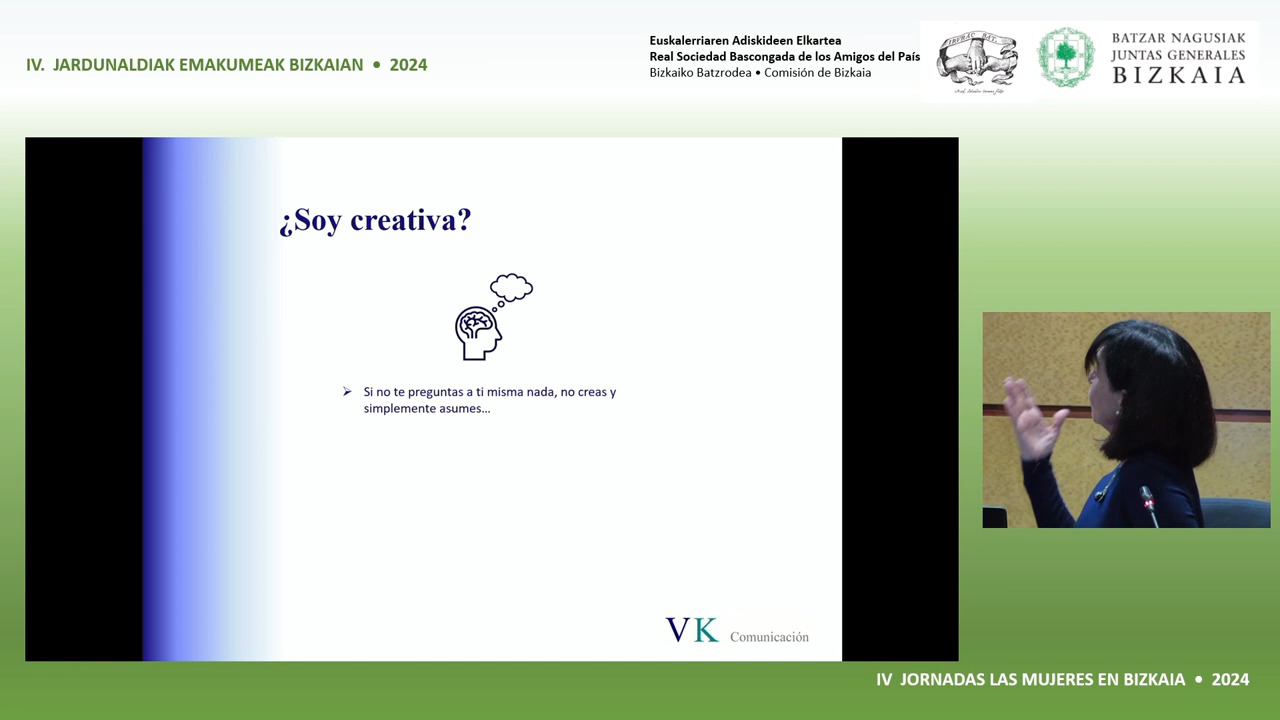 IV. JARDUNALDIAK EMAKUMEAK BIZKAIAN • 2024
Euskalerriaren Adiskideen Elkartea
Real Sociedad Bascongada de los Amigos del País
Bizkaiko Batzrodea • Comisión de Bizkaia
IRURAC BAT
BATZAR NAGUSIAK
JUNTAS GENERALES
BIZKAIA
¿Soy creativa?
➢ Si no te preguntas a ti misma nada, no creas y
simplemente asumes...
VK Comunicación
IV JORNADAS LAS MUJERES EN BIZKAIA • 2024